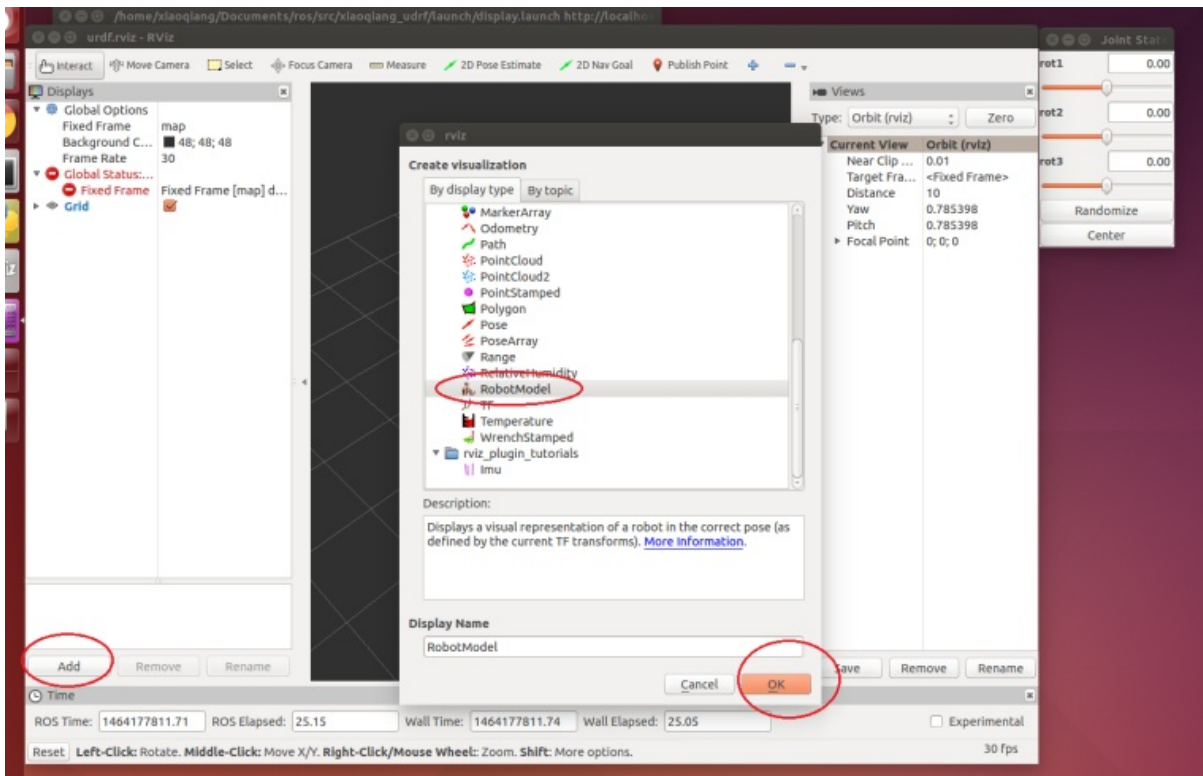 /home/xiaoqiang/Documents/ros/src/xiaoqiang_udrf/launch/display.launch http://localho
urdf.rviz - RViz
Joint Stat
Interact Move Camera Select Focus Camera Measure 2D Pose Estimate 2D Nav Goal Publish Point
Displays
Global Options
Fixed Frame map
Background C... 48; 48; 48
Frame Rate 30
Global Status:...
Fixed Frame Fixed Frame [map] d...
Grid
rviz
Create visualization
By display type By topic
MarkerArray
Odometry
Path
PointCloud
PointCloud2
PointStamped
Polygon
Pose
PoseArray
Range
RelativeHumidity
RobotModel
TF
Temperature
WrenchStamped
rviz_plugin_tutorials
Imu
Description:
Displays a visual representation of a robot in the correct pose (as
defined by the current TF transforms). More Information.
Display Name
RobotModel
Cancel OK
Views
Type: Orbit (rviz) Zero
Current View Orbit (rviz)
Near Clip ... 0.01
Target Fra... <Fixed Frame>
Distance 10
Yaw 0.785398
Pitch 0.785398
Focal Point 0; 0; 0
rot1 0.00
rot2 0.00
rot3 0.00
Randomize
Center
Add Remove Rename
Save Remove Rename
Time
ROS Time: 1464177811.71 ROS Elapsed: 25.15 Wall Time: 1464177811.74 Wall Elapsed: 25.05 Experimental
Reset Left-Click: Rotate. Middle-Click: Move X/Y. Right-Click/Mouse Wheel:: Zoom. Shift: More options. 30 fps